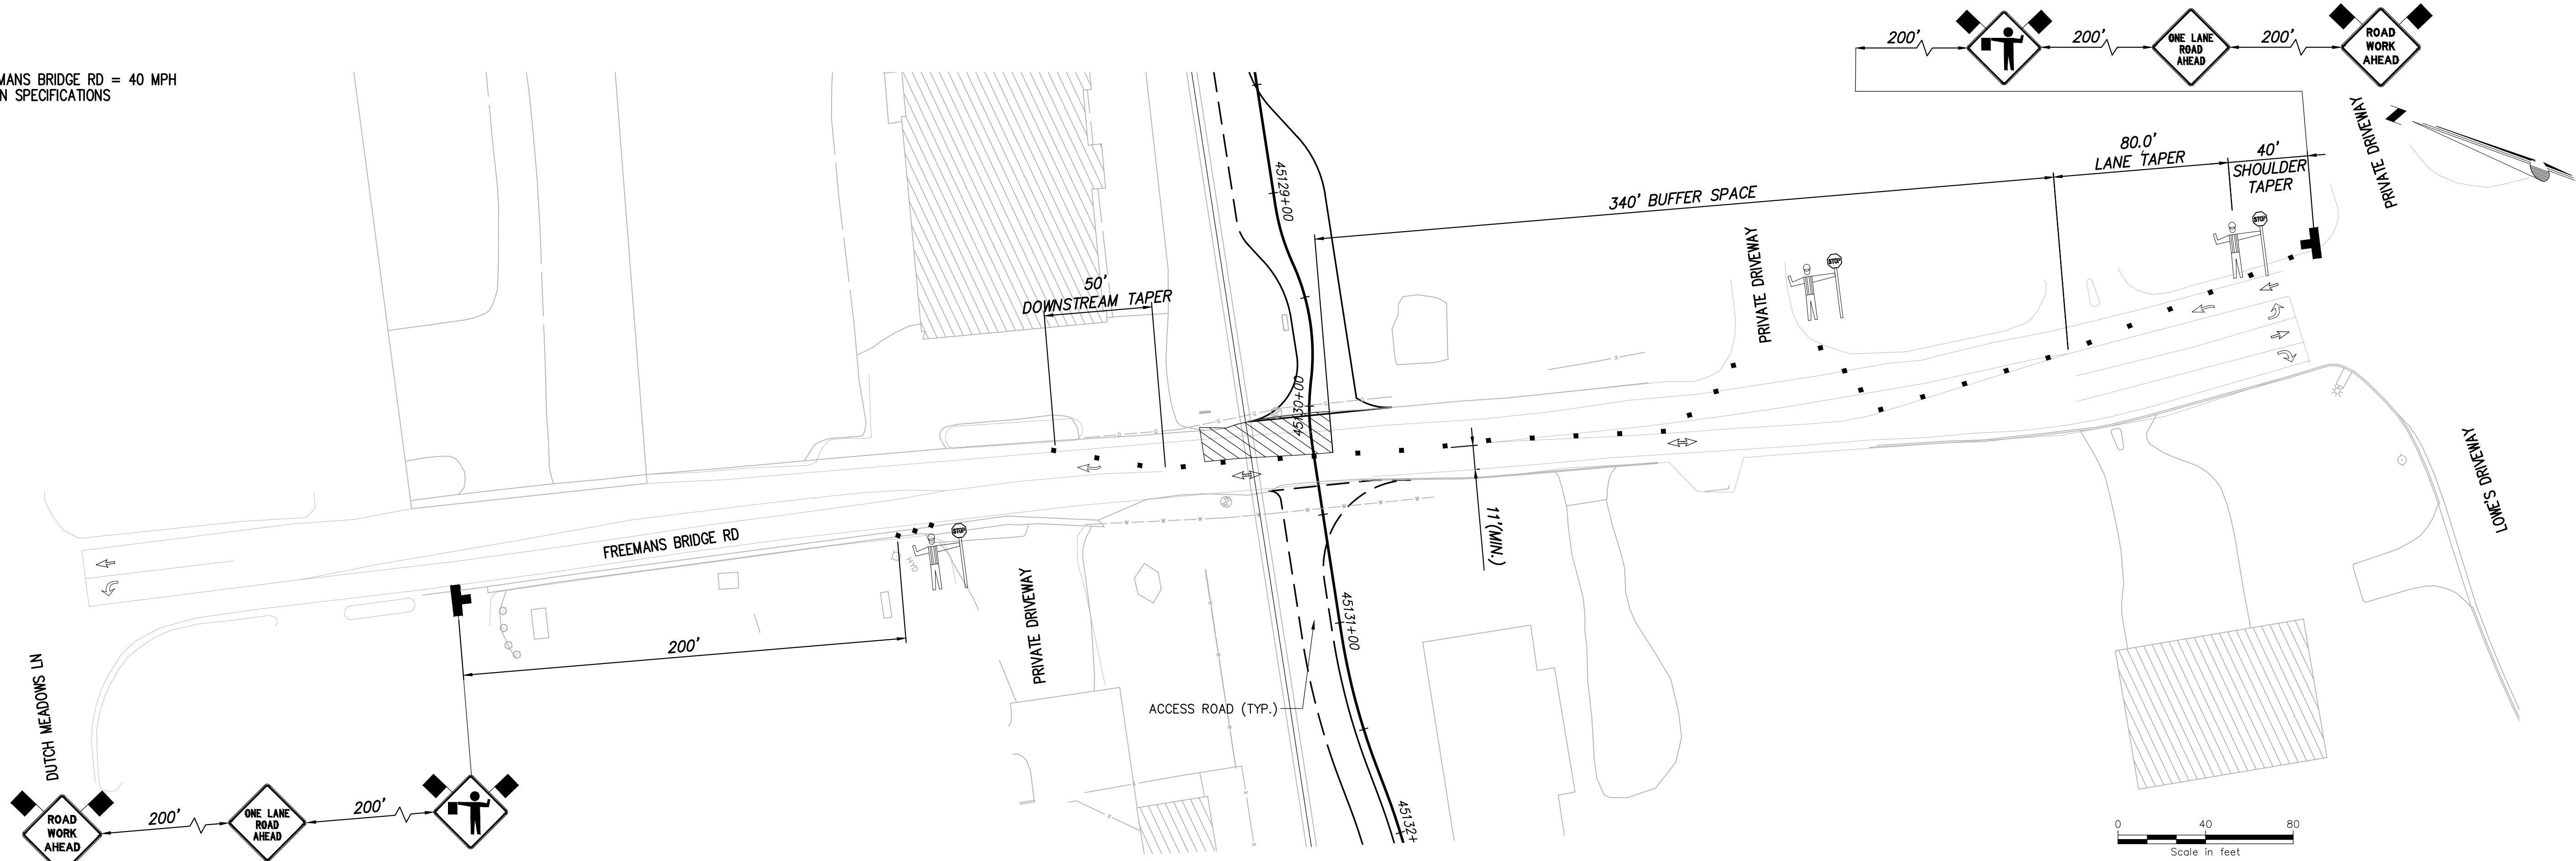 MANS BRIDGE RD = 40 MPH
N SPECIFICATIONS
200'
200'
ONE LANE
ROAD
AHEAD
200'
ROAD
WORK
AHEAD
PRIVATE DRIVEWAY
80.0'
LANE TAPER
40'
SHOULDER
TAPER
340' BUFFER SPACE
45129+00
PRIVATE DRIVEWAY
STOP
STOP
50'
DOWNSTREAM TAPER
45130+00
G
G
G
G
G
X
LOWE'S DRIVEWAY
11'(MIN.)
W
W
W
W
W
W
W
FREEMANS BRIDGE RD
STOP
HYD
PRIVATE DRIVEWAY
45131+00
200'
ACCESS ROAD (TYP.)
DUTCH MEADOWS LN
ROAD
WORK
AHEAD
200'
ONE LANE
ROAD
AHEAD
200'
45132+
0 40 80
Scale in feet